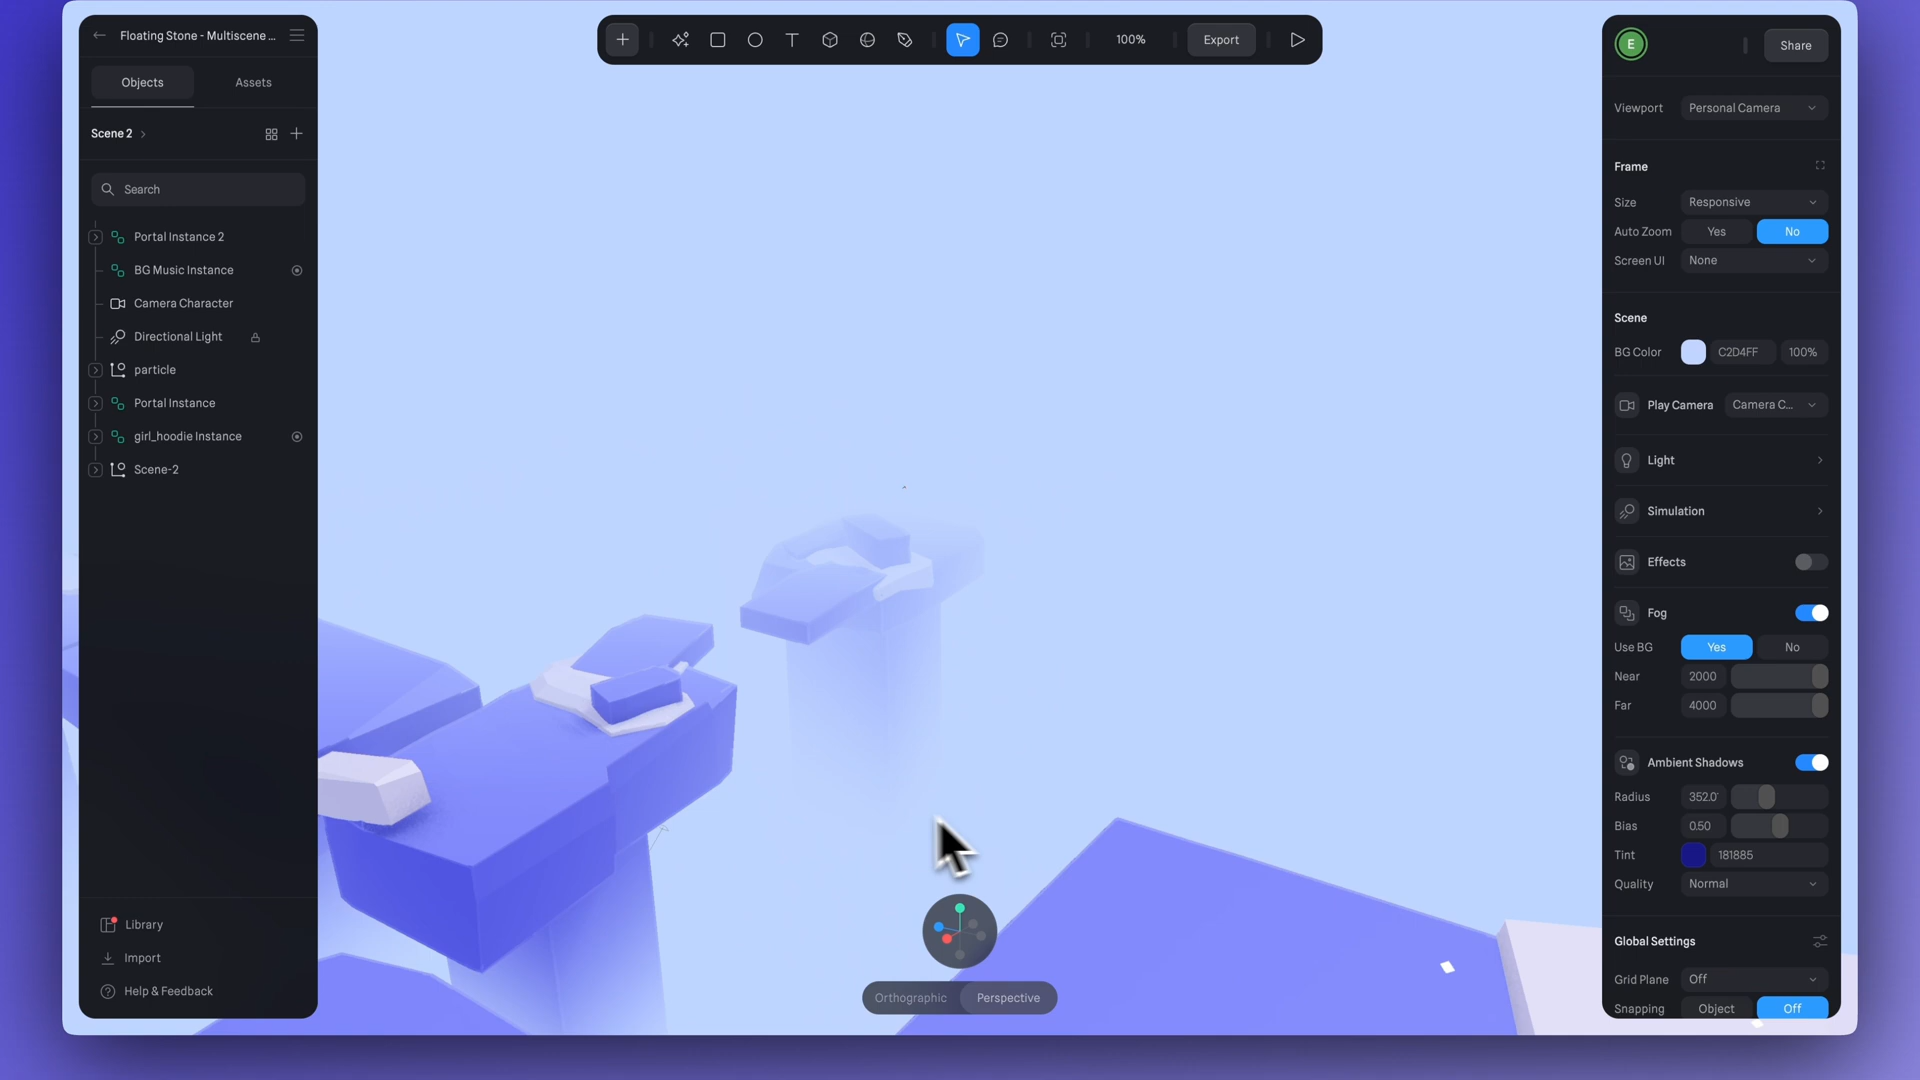 Floating Stone - Multiscene ...
Objects
Assets
Scene 2
Search
Portal Instance 2
BG Music Instance
Camera Character
Directional Light
particle
Portal Instance
girl_hoodie Instance
Scene-2
Library
Import
Help & Feedback
T
100%
Export
Orthographic
Perspective
E
Share
Viewport
Personal Camera
Frame
Size
Responsive
Auto Zoom
Yes
No
Screen UI
None
Scene
BG Color
C2D4FF
100%
Play Camera
Camera C...
Light
Simulation
Effects
Fog
Use BG
Yes
No
Near
2000
Far
4000
Ambient Shadows
Radius
352.0
Bias
0.50
Tint
181885
Quality
Normal
Global Settings
Grid Plane
Off
Snapping
Object
Off